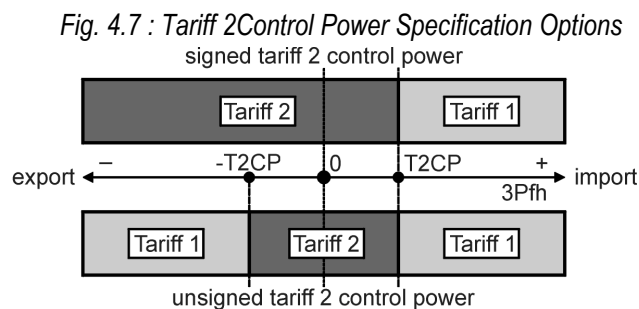 Fig. 4.7 : Tariff 2Control Power Specification Options
signed tariff 2 control power
Tariff 2 Tariff 1
– -T2CP 0 T2CP +
export import
3Pfh
Tariff 1 Tariff 2 Tariff 1
unsigned tariff 2 control power